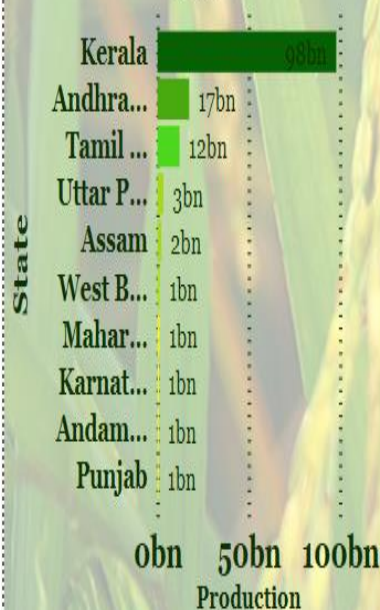 State
Kerala 98bn
Andhra... 17bn
Tamil ... 12bn
Uttar P... 3bn
Assam 2bn
West B... 1bn
Mahar... 1bn
Karnat... 1bn
Andam... 1bn
Punjab 1bn
0bn 50bn 100bn
Production